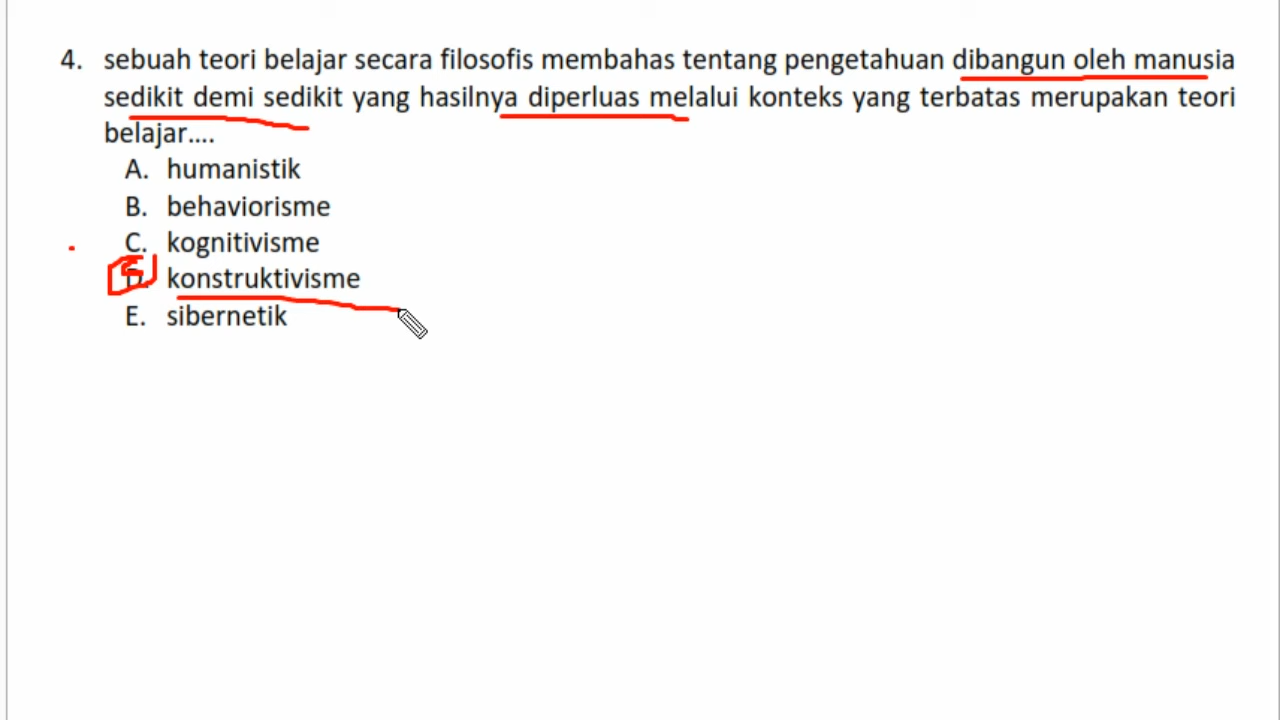 4. sebuah teori belajar secara filosofis membahas tentang pengetahuan dibangun oleh manusia
sedikit demi sedikit yang hasilnya diperluas melalui konteks yang terbatas merupakan teori
belajar....
A. humanistik
B. behaviorisme
C. kognitivisme
D. konstruktivisme
E. sibernetik